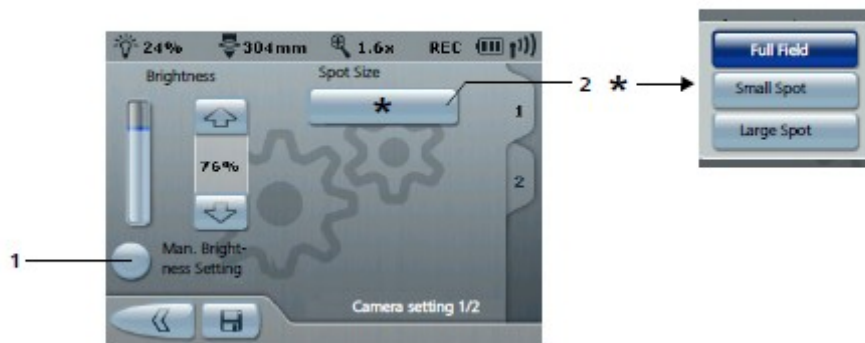 24% 304mm 1.6x REC
Brightness Spot Size
*
76%
1
2
Man. Bright-
ness Setting
Camera setting 1/2
1
2 *
Full Field
Small Spot
Large Spot